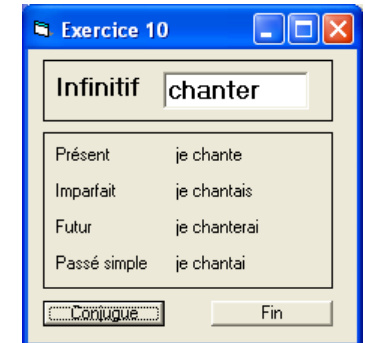 Exercice 10
Infinitif chanter
Présent je chante
Imparfait je chantais
Futur je chanterai
Passé simple je chantai
Conjugue Fin